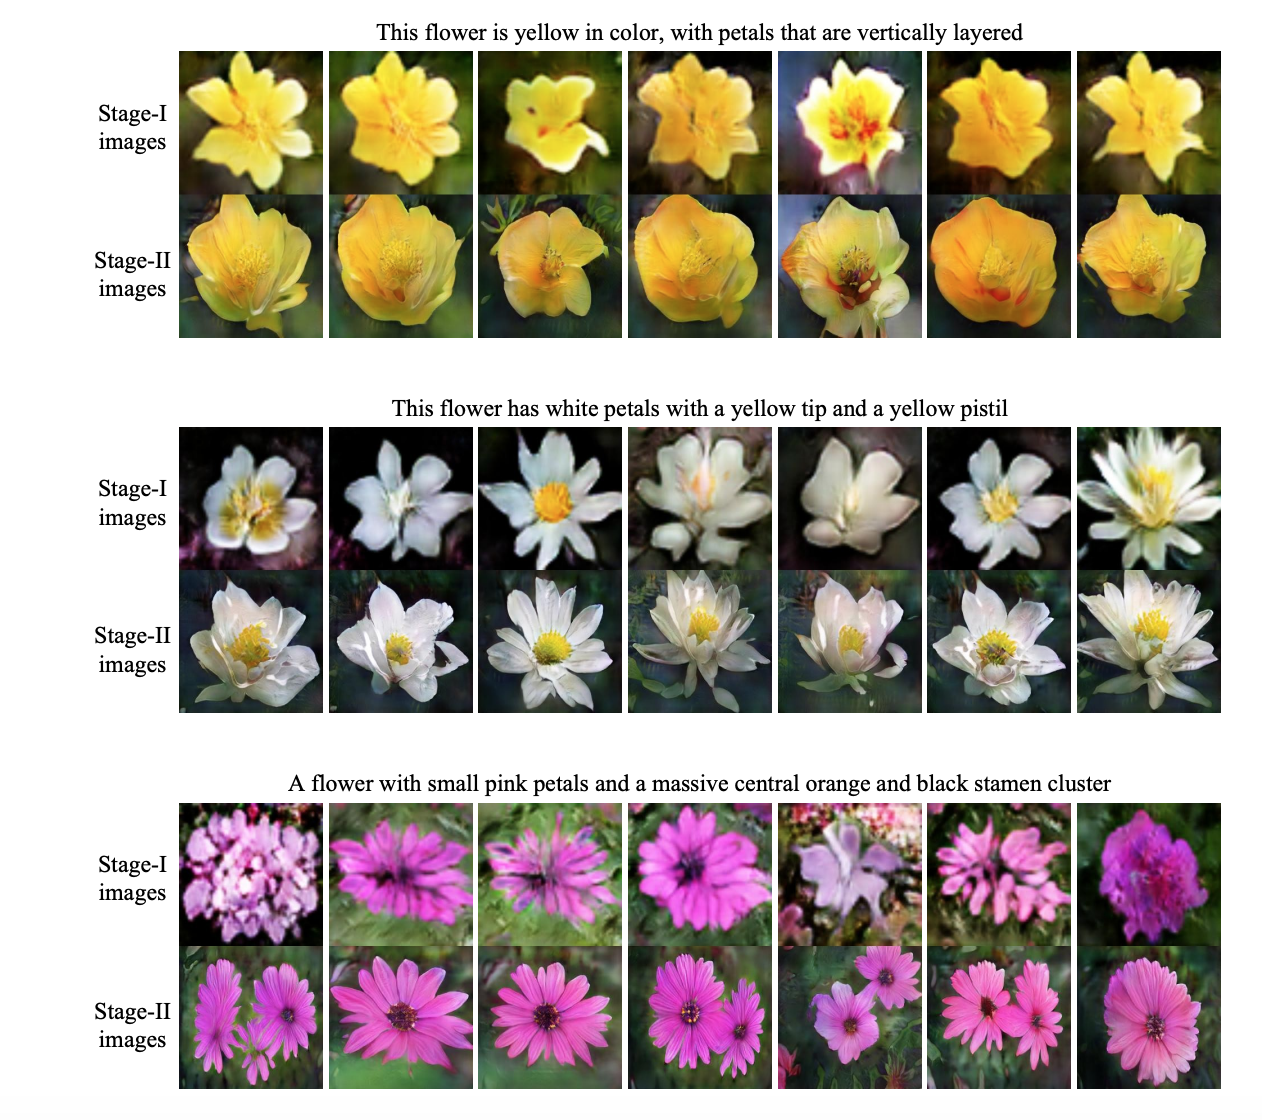 This flower is yellow in color, with petals that are vertically layered
Stage-I
images
Stage-II
images
This flower has white petals with a yellow tip and a yellow pistil
Stage-I
images
Stage-II
images
A flower with small pink petals and a massive central orange and black stamen cluster
Stage-I
images
Stage-II
images